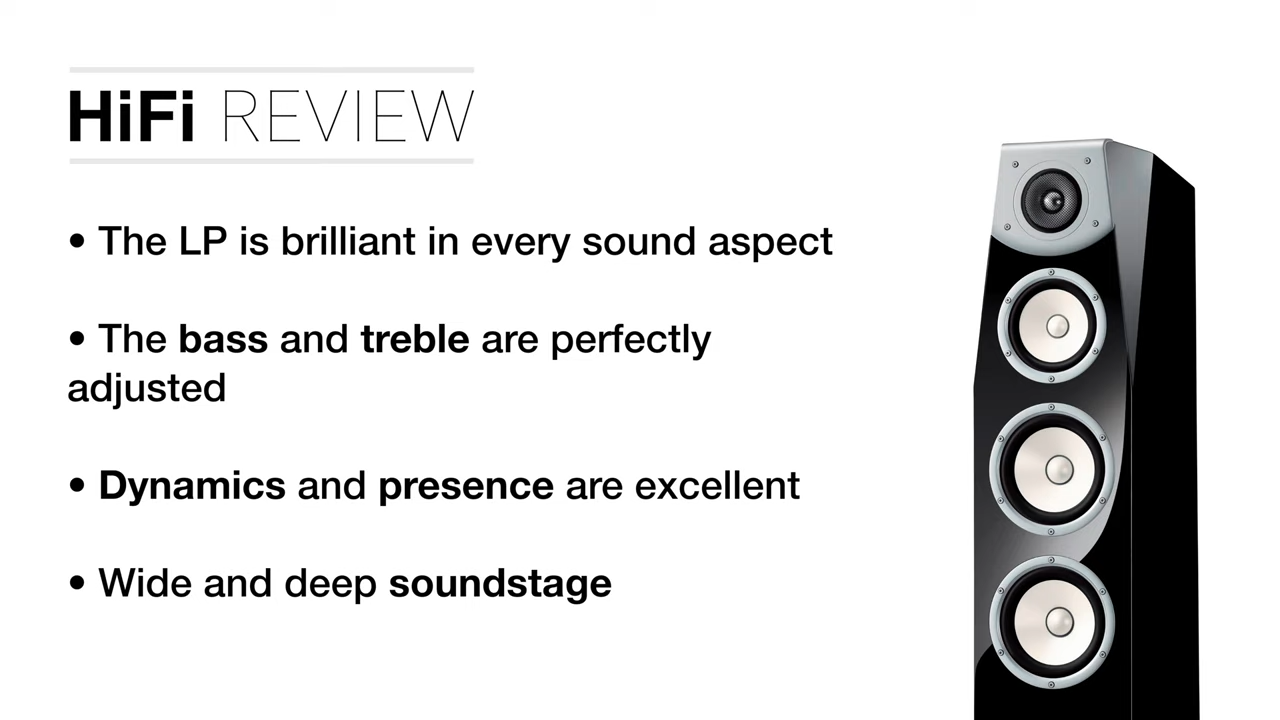 HiFi REVIEW
• The LP is brilliant in every sound aspect
• The bass and treble are perfectly
adjusted
• Dynamics and presence are excellent
• Wide and deep soundstage